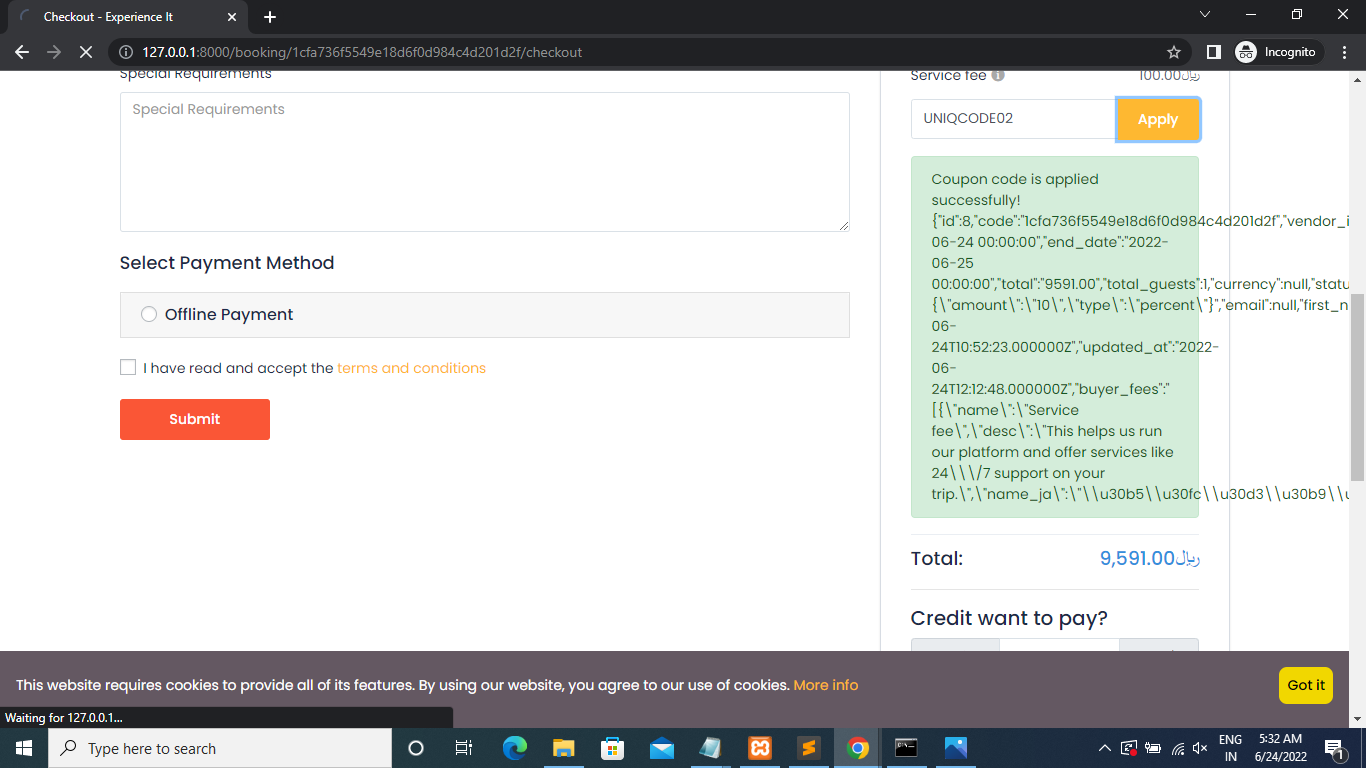 Checkout - Experience It
127.0.0.1:8000/booking/1cfa736f5549e18d6f0d984c4d201d2f/checkout
Incognito
Special Requirements
Special Requirements
Select Payment Method
Offline Payment
I have read and accept the terms and conditions
Submit
Service fee
100.00﷼
UNIQCODE02
Apply
Coupon code is applied
successfully!
{"id":8,"code":"1cfa736f5549e18d6f0d984c4d201d2f","vendor_i
06-24 00:00:00","end_date":"2022-
06-25
00:00:00","total":"9591.00","total_guests":1,"currency":null,"statu
{\"amount\":\"10\",\"type\":\"percent\"}","email":null,"first_n
06-
24T10:52:23.000000Z","updated_at":"2022-
06-
24T12:12:48.000000Z","buyer_fees":"
[{\"name\":\"Service
fee\",\"desc\":\"This helps us run
our platform and offer services like
24\\\/7 support on your
trip.\",\"name_ja\":\"\\u30b5\\u30fc\\u30d3\\u30b9\\u
Total:
9,591.00﷼
Credit want to pay?
This website requires cookies to provide all of its features. By using our website, you agree to our use of cookies. More info
Got it
Waiting for 127.0.0.1...
Type here to search
ENG
IN
5:32 AM
6/24/2022
1